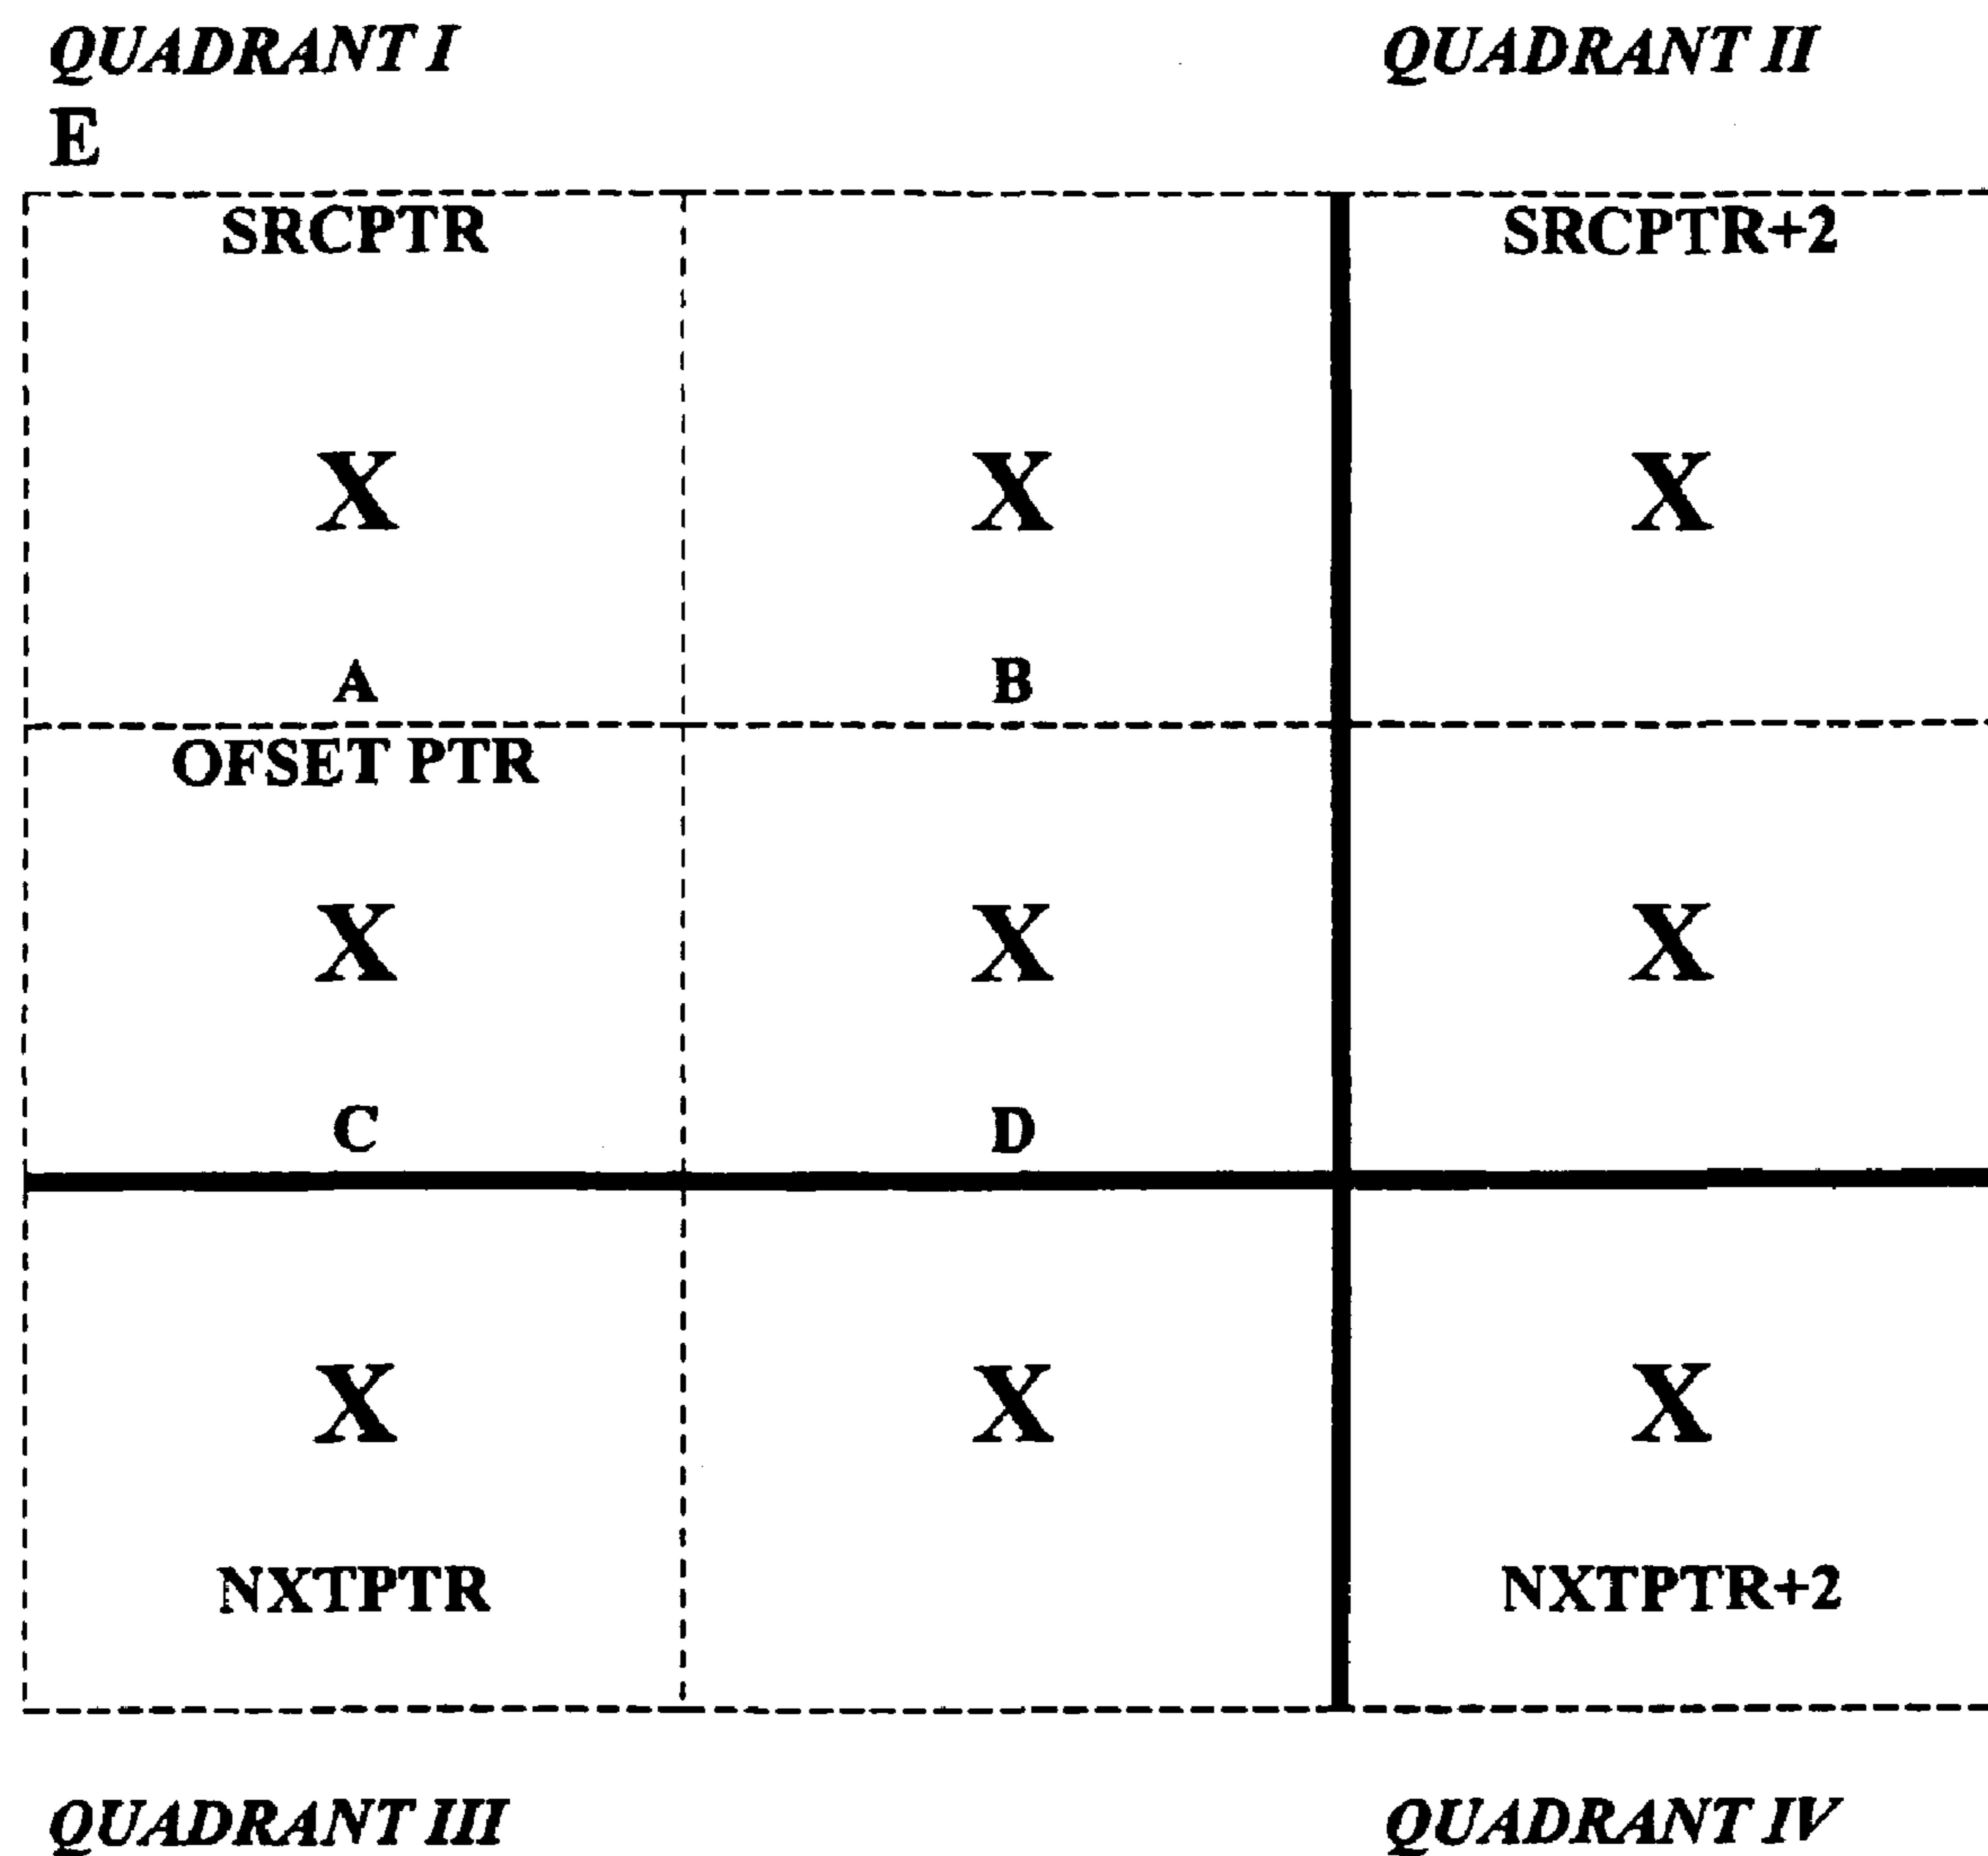 QUADRANT I QUADRANT II
E
SRCPTR SRCPTR+2
X X X
A B
OFSET PTR
X X X
C D
X X X
NXTPTR NXTPTR+2
QUADRANT III QUADRANT IV